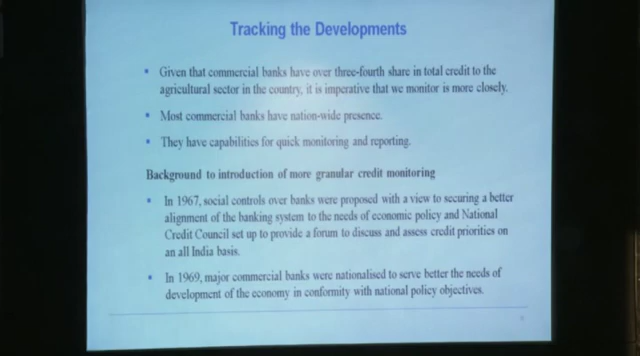 Tracking the Developments
• Given that commercial banks have over three-fourth share in total credit to the
agricultural sector in the country, it is imperative that we monitor is more closely.
• Most commercial banks have nation-wide presence.
• They have capabilities for quick monitoring and reporting.
Background to introduction of more granular credit monitoring
• In 1967, social controls over banks were proposed with a view to securing a better
alignment of the banking system to the needs of economic policy and National
Credit Council set up to provide a forum to discuss and assess credit priorities on
an all India basis.
• In 1969, major commercial banks were nationalised to serve better the needs of
development of the economy in conformity with national policy objectives.